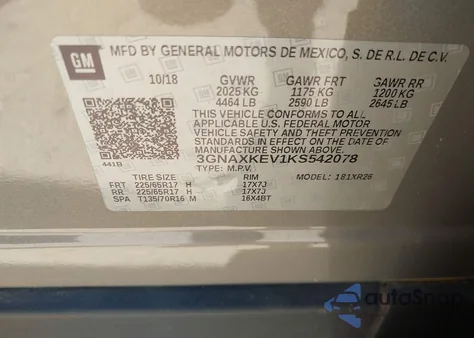 GM
MFD BY GENERAL MOTORS DE MEXICO, S. DE R.L. DE C.V.
10/18 GVWR GAWR FRT GAWR RR
2025 KG 1175 KG 1200 KG
4464 LB 2590 LB 2645 LB
THIS VEHICLE CONFORMS TO ALL
APPLICABLE U.S. FEDERAL MOTOR
VEHICLE SAFETY, BUMPER, AND THEFT
PREVENTION STANDARDS IN EFFECT ON
THE DATE OF MANUFACTURE SHOWN ABOVE.
3GNAXKEV1KS542078
441B
TYPE: M.P.V. MODEL: 181XR26
TIRE SIZE RIM
FRT 225/65R17 H 17X7J
RR 225/65R17 H 17X7J
SPA T135/70R16 M 16X4BT